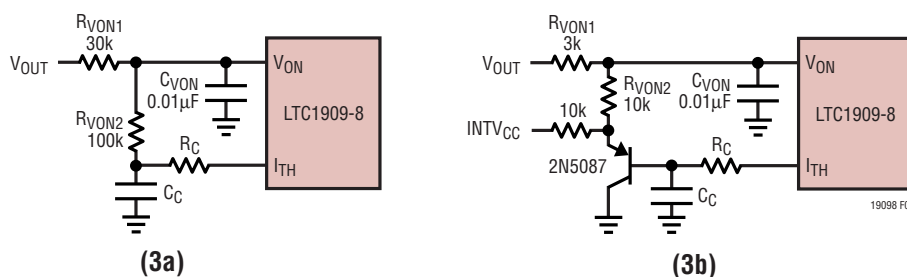 RVON1
30k
VOUT
VON
CVON
0.01µF
LTC1909-8
RVON2
100k
RC
ITH
CC
(3a)
RVON1
3k
VOUT
VON
CVON
0.01µF
RVON2
10k
LTC1909-8
10k
INTVCC
RC
2N5087
ITH
CC
19098 F0
(3b)